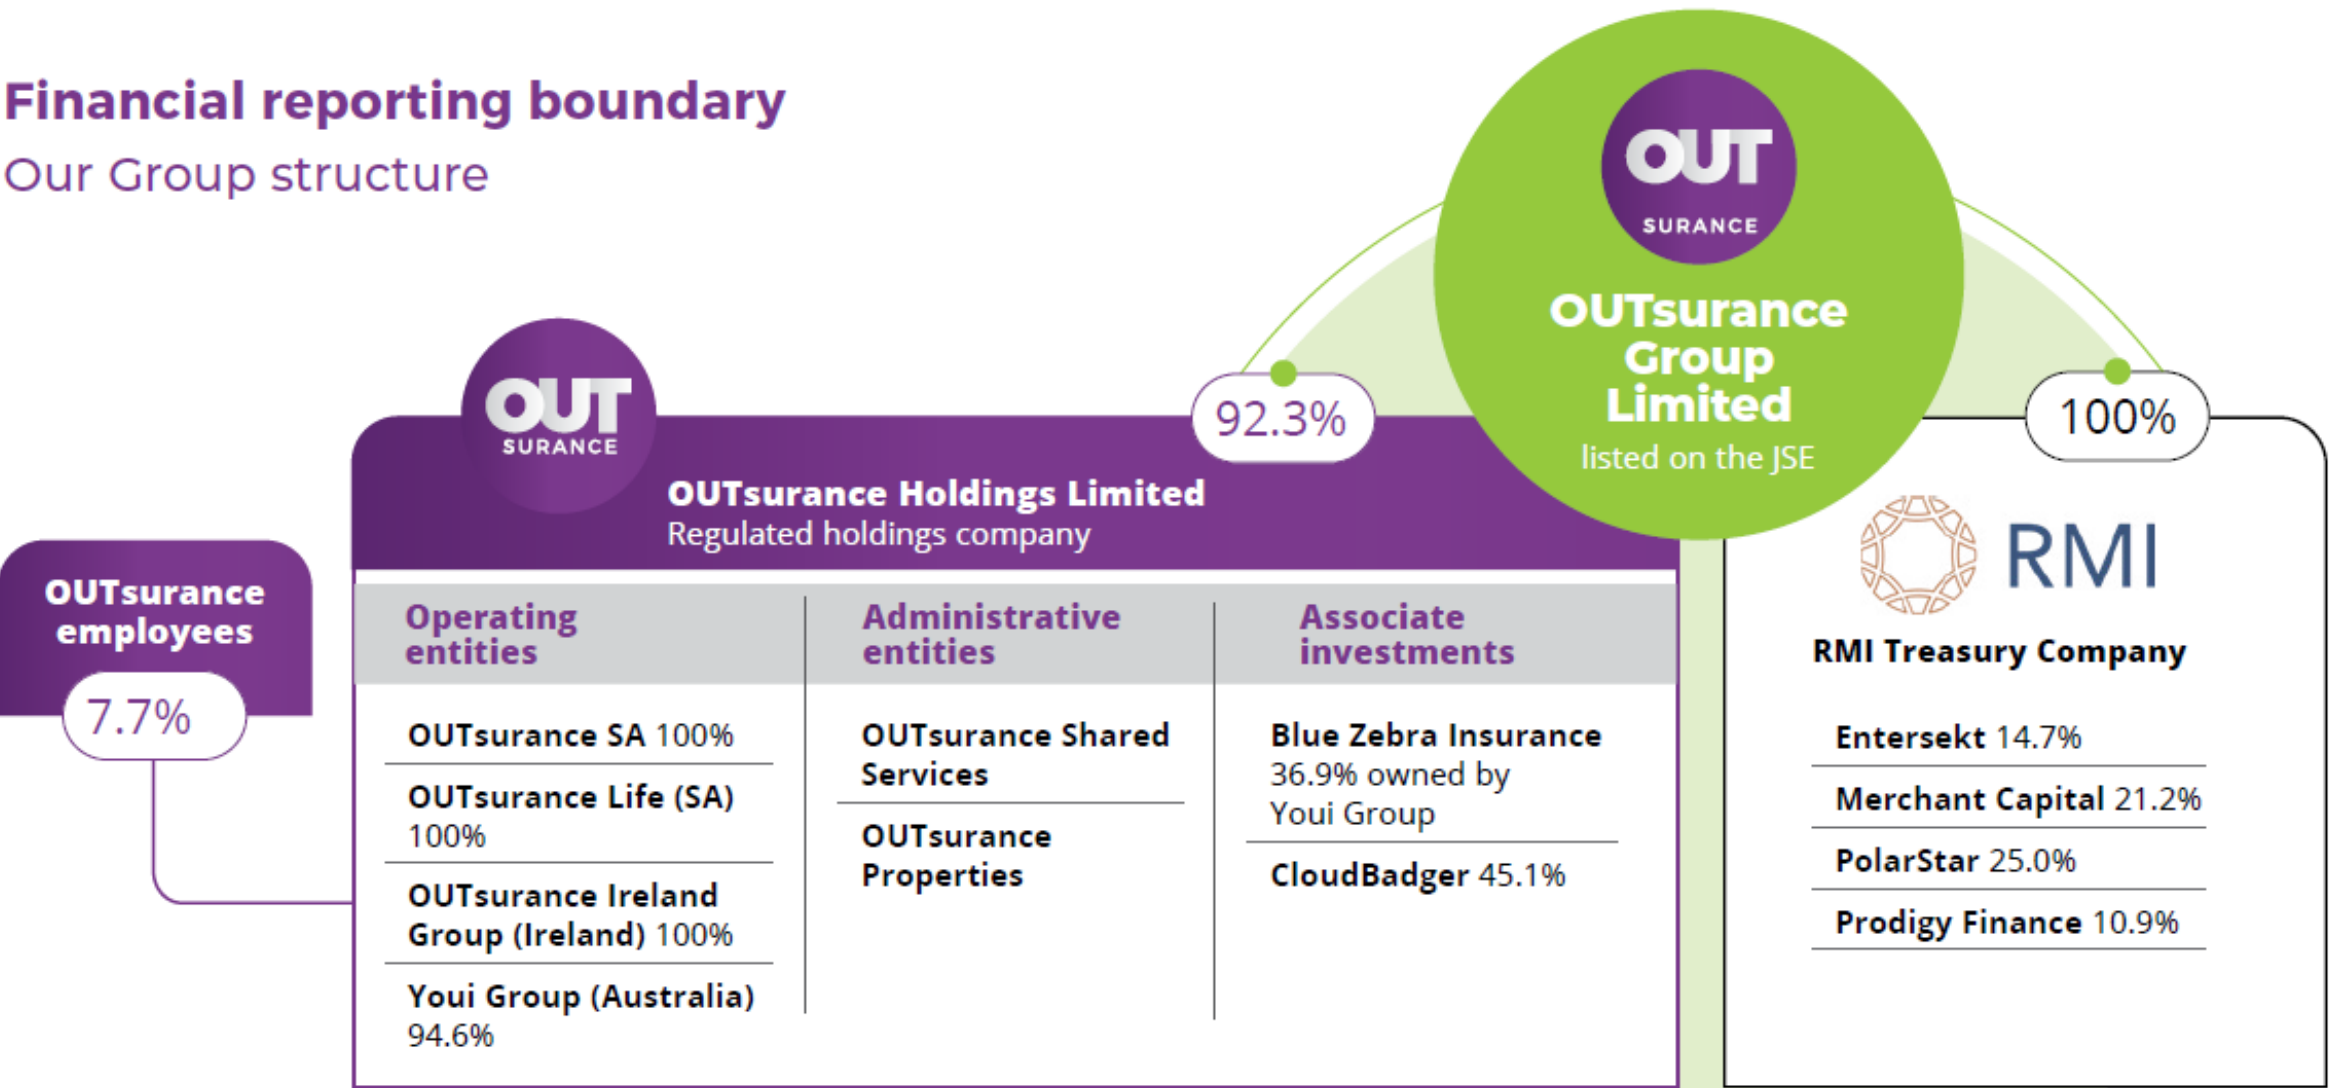 Financial reporting boundary
Our Group structure
OUT
SURANCE
OUTsurance
Group
Limited
listed on the JSE
92.3%
100%
OUT
SURANCE
OUTsurance Holdings Limited
Regulated holdings company
OUTsurance
employees
7.7%
Operating
entities
OUTsurance SA 100%
OUTsurance Life (SA)
100%
OUTsurance Ireland
Group (Ireland) 100%
Youi Group (Australia)
94.6%
Administrative
entities
OUTsurance Shared
Services
OUTsurance
Properties
Associate
investments
Blue Zebra Insurance
36.9% owned by
Youi Group
CloudBadger 45.1%
RMI
RMI Treasury Company
Entersekt 14.7%
Merchant Capital 21.2%
PolarStar 25.0%
Prodigy Finance 10.9%